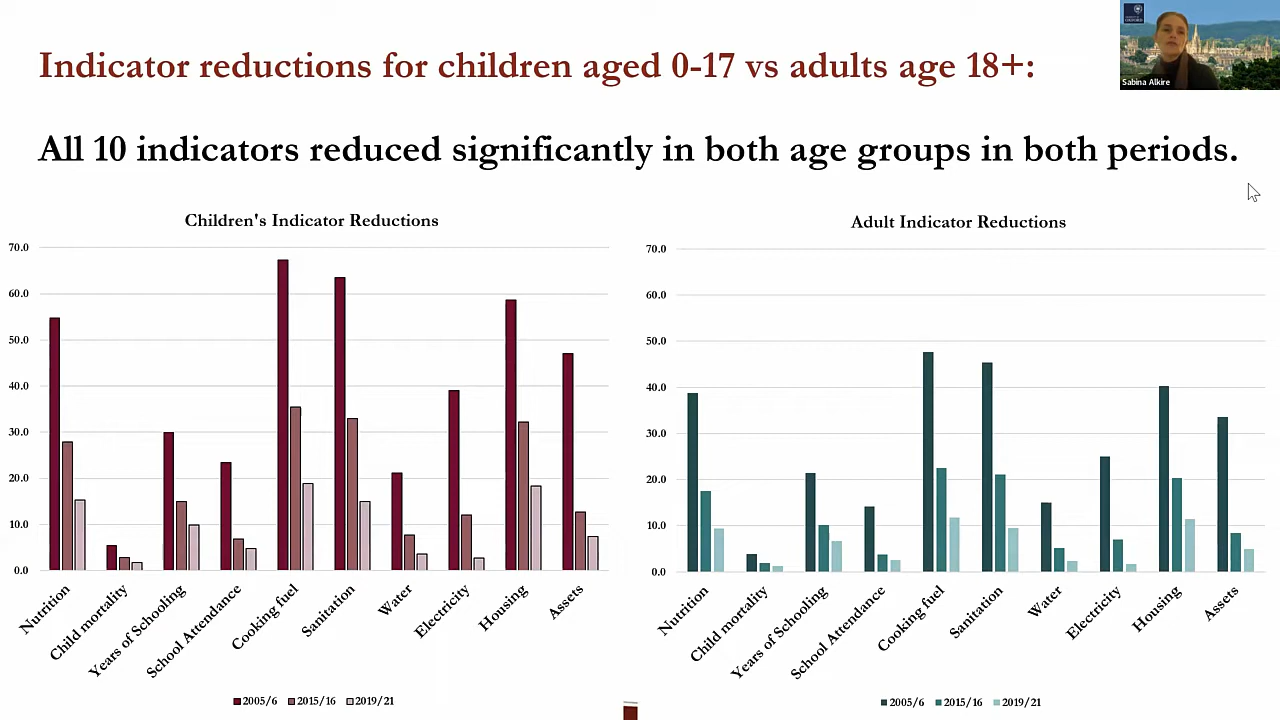 Indicator reductions for children aged 0-17 vs adults age 18+:
Sabina Alkire
All 10 indicators reduced significantly in both age groups in both periods.
Children's Indicator Reductions
70.0
60.0
50.0
40.0
30.0
20.0
10.0
0.0
Nutrition
Child mortality
Years of Schooling
School Attendance
Cooking fuel
Sanitation
Water
Electricity
Housing
Assets
2005/6 2015/16 2019/21
Adult Indicator Reductions
70.0
60.0
50.0
40.0
30.0
20.0
10.0
0.0
Nutrition
Child mortality
Years of Schooling
School Attendance
Cooking fuel
Sanitation
Water
Electricity
Housing
Assets
2005/6 2015/16 2019/21